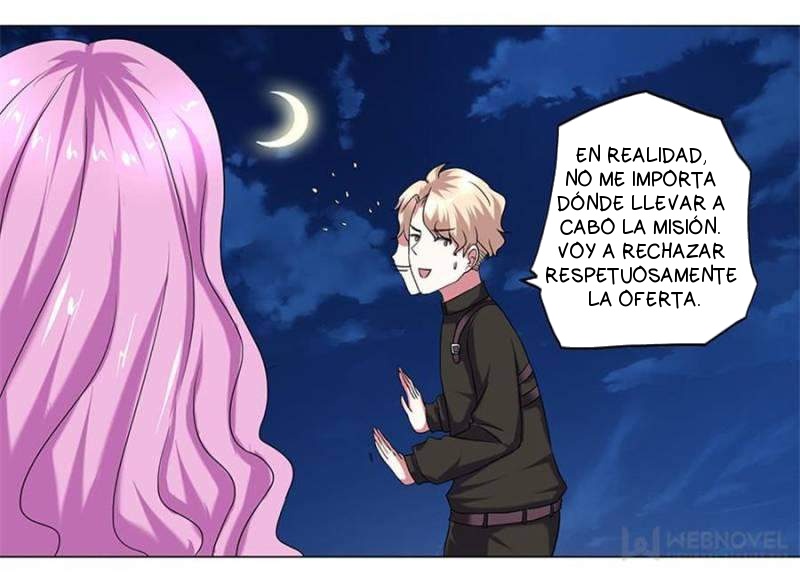 EN REALIDAD,
NO ME IMPORTA
DÓNDE LLEVAR A
CABO LA MISIÓN.
VOY A RECHAZAR
RESPETUOSAMENTE
LA OFERTA.
WEBNOVEL